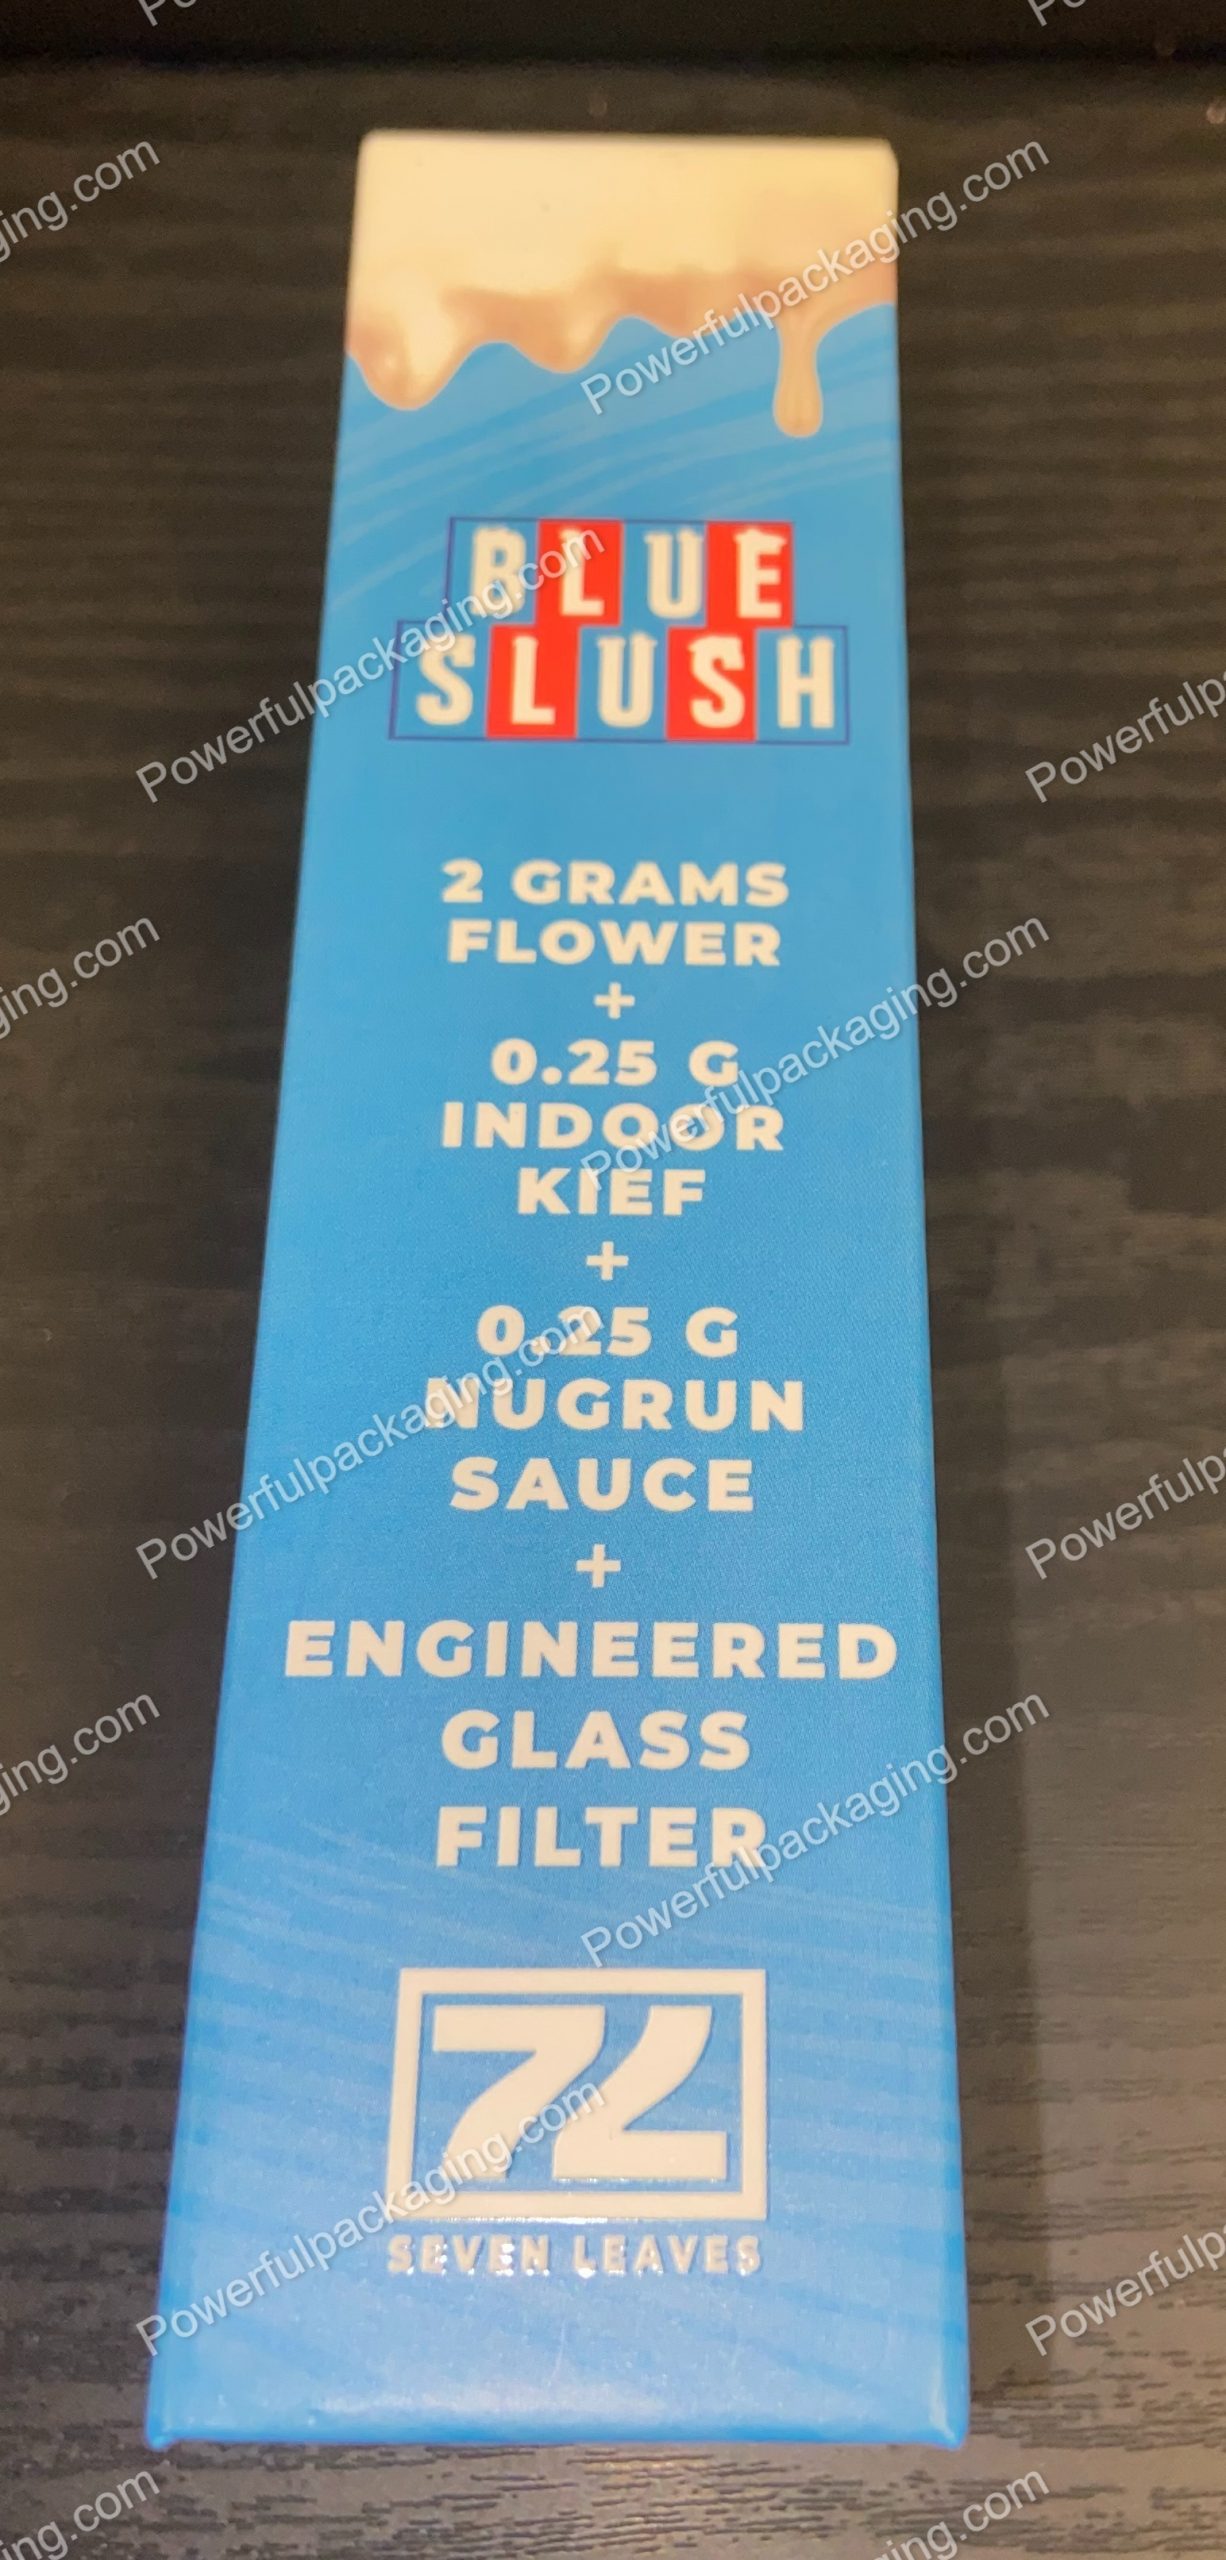 BLUE
SLUSH
2 GRAMS
FLOWER
+
0.25 G
INDOOR
KIEF
+
0.25 G
NUGRUN
SAUCE
+
ENGINEERED
GLASS
FILTER
7L
SEVEN LEAVES
Powerfulpackaging.com